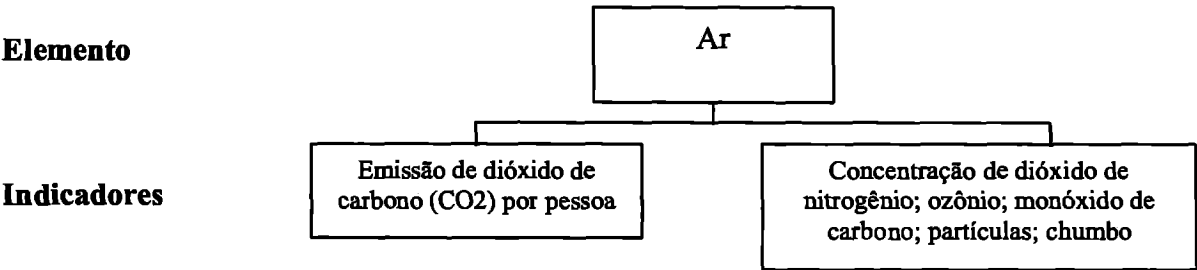 Elemento
Ar
Indicadores
Emissão de dióxido de
carbono (CO2) por pessoa
Concentração de dióxido de
nitrogênio; ozônio; monóxido de
carbono; partículas; chumbo